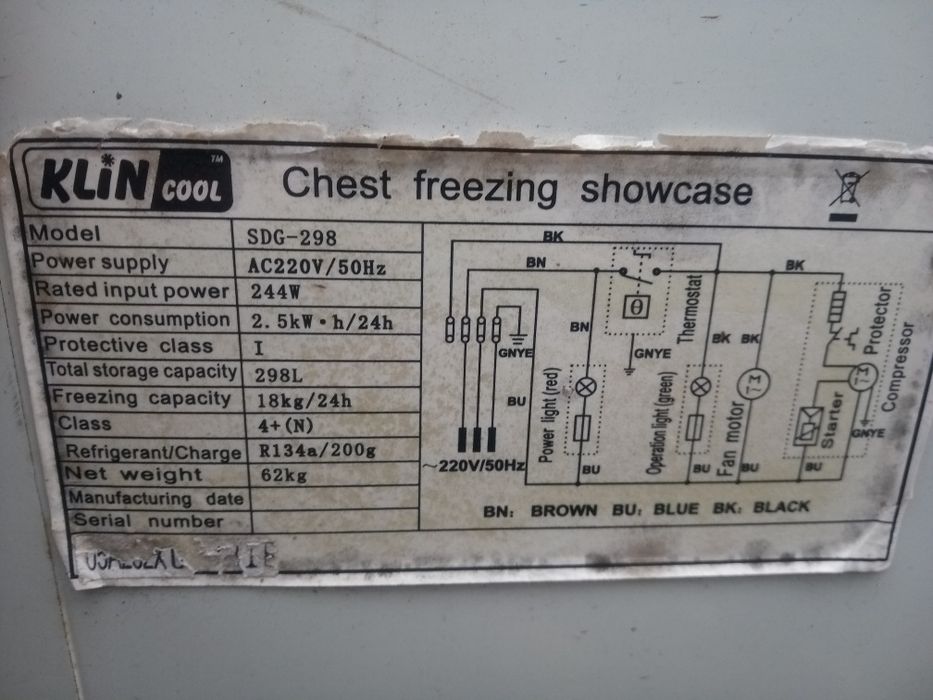 KLiN COOL TM
Chest freezing showcase
Model SDG-298
Power supply AC220V/50Hz
Rated input power 244W
Power consumption 2.5kW·h/24h
Protective class I
Total storage capacity 298L
Freezing capacity 18kg/24h
Class 4+(N)
Refrigerant/Charge R134a/200g
Net weight 62kg
Manufacturing date
Serial number
BK
BN
BK
θ
Thermostat
BN
GNYE
GNYE
BK BK
Protector
Compressor
BU
Power light(red)
Operation light(green)
Fan motor
Starter
GNYE
~220V/50Hz
BU
BU
BU
BU
BN: BROWN BU: BLUE BK: BLACK